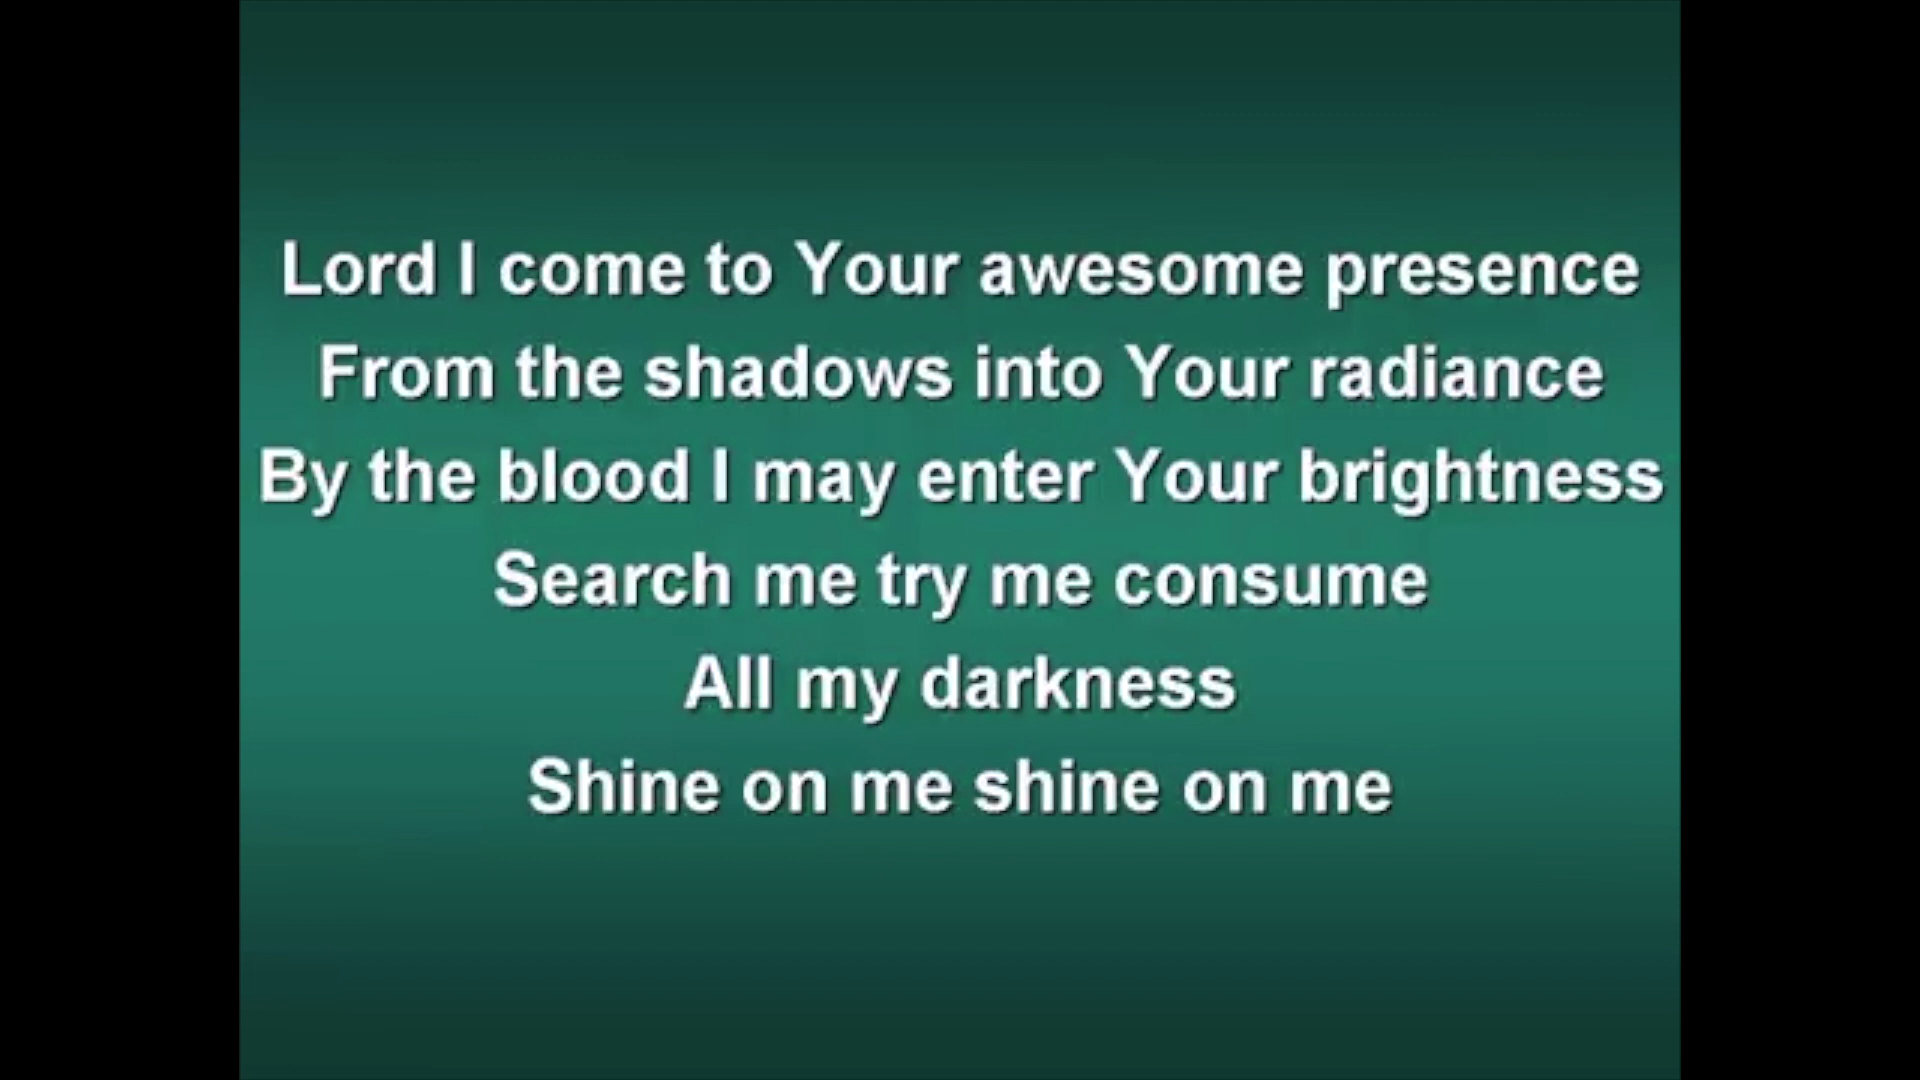 Lord I come to Your awesome presence
From the shadows into Your radiance
By the blood I may enter Your brightness
Search me try me consume
All my darkness
Shine on me shine on me